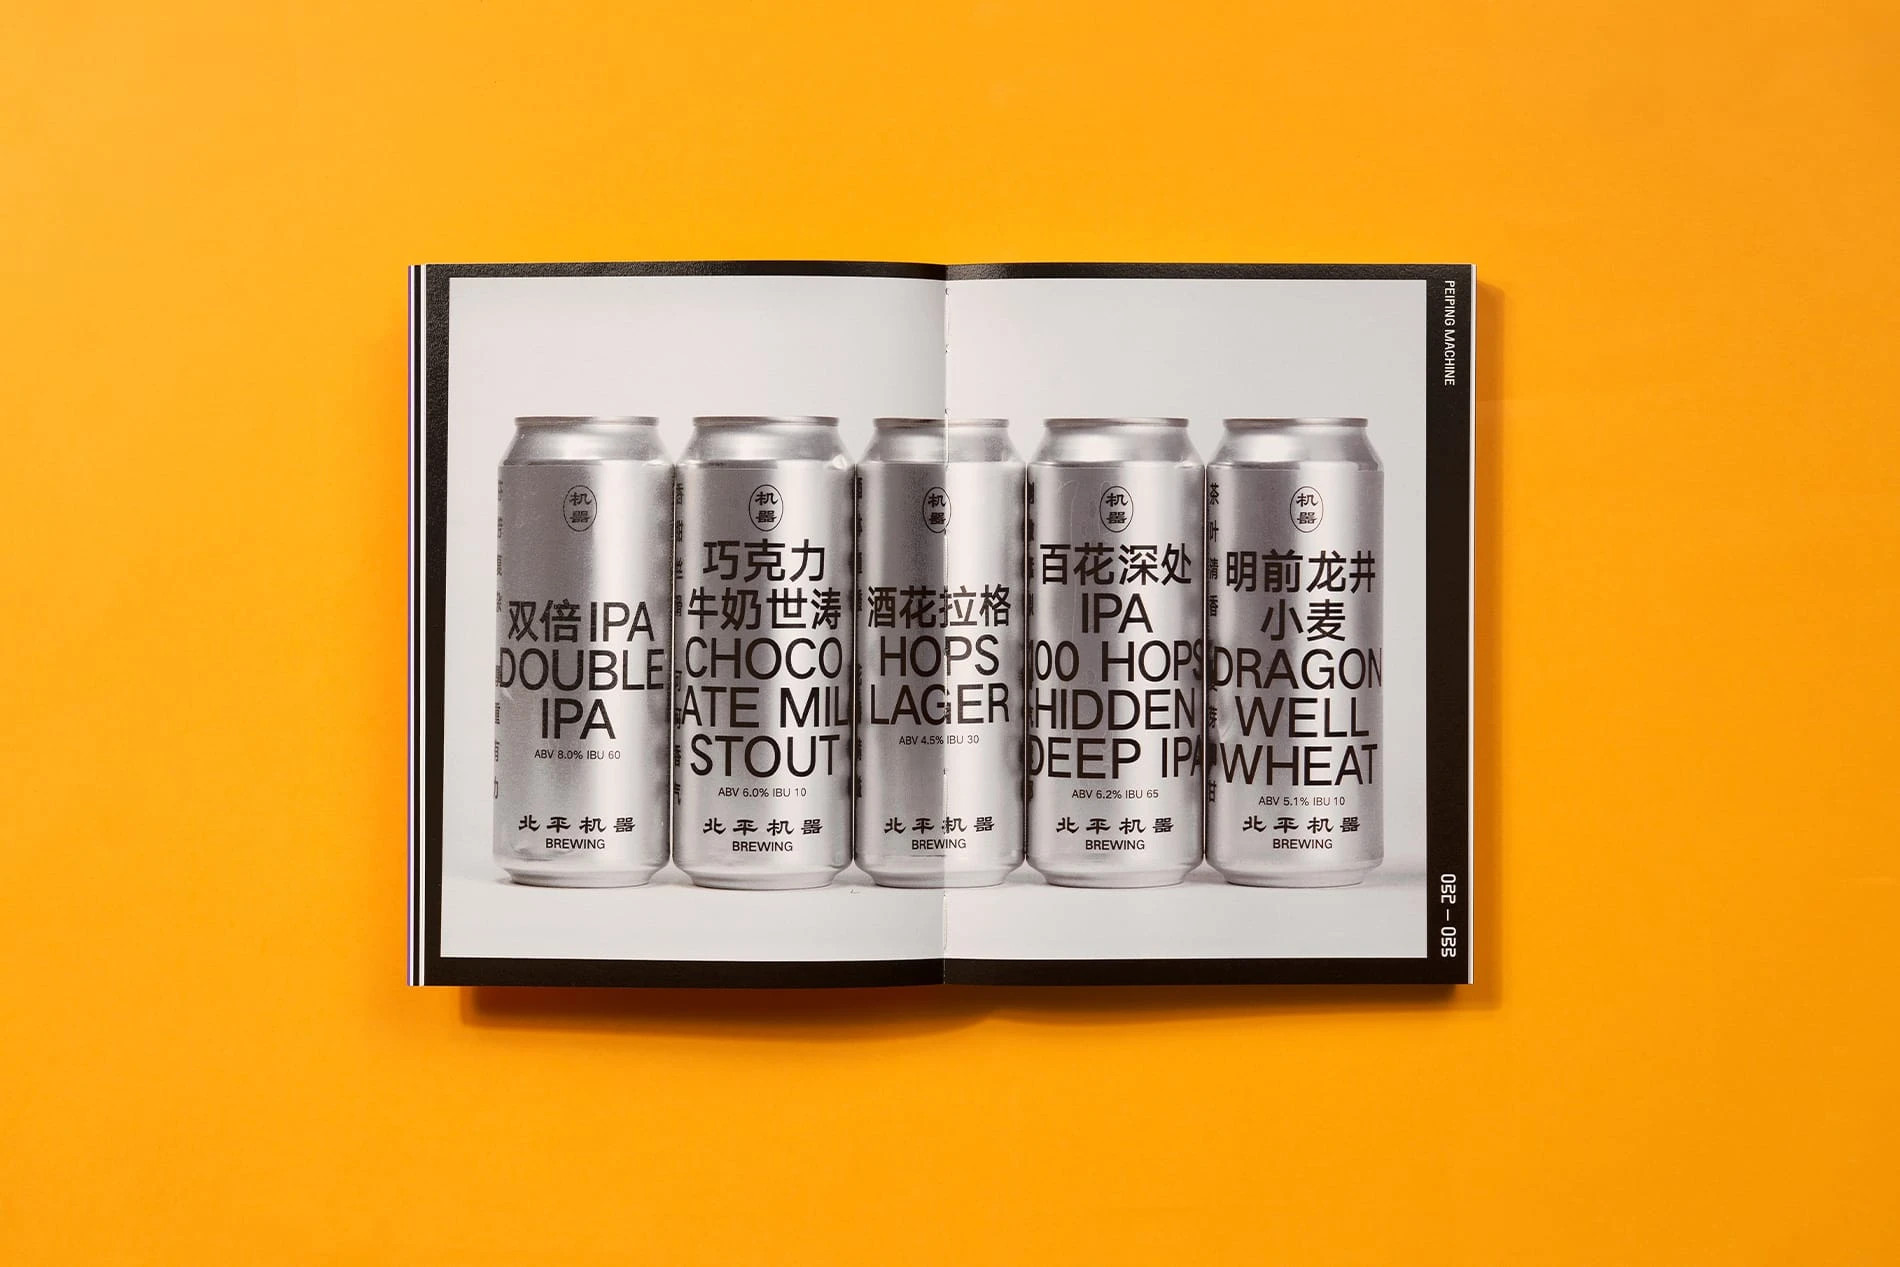 机
器
双倍IPA
DOUBLE
IPA
ABV 8.0% IBU 60
北平机器
BREWING
机
器
巧克力
牛奶世涛
CHOCO
ATE MIL
STOUT
ABV 6.0% IBU 10
北平机器
BREWING
机
器
酒花拉格
HOPS
LAGER
ABV 4.5% IBU 30
北平机器
BREWING
机
器
百花深处
IPA
100 HOPS
HIDDEN
DEEP IPA
ABV 6.2% IBU 65
北平机器
BREWING
茶叶清香
机
器
明前龙井
小麦
DRAGON
WELL
WHEAT
ABV 5.1% IBU 10
北平机器
BREWING
PEIPING MACHINE
052 — 055